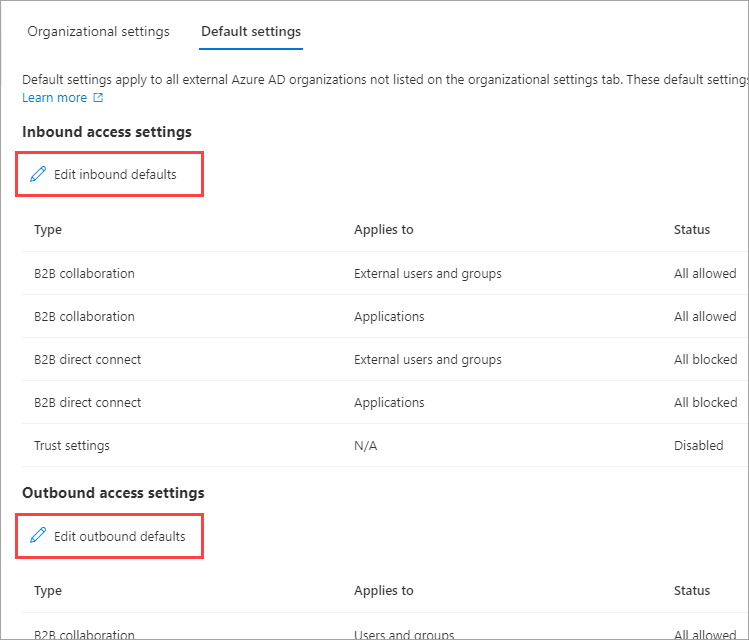 Organizational settings Default settings
Default settings apply to all external Azure AD organizations not listed on the organizational settings tab. These default settings
Learn more
Inbound access settings
Edit inbound defaults
Type Applies to Status
B2B collaboration External users and groups All allowed
B2B collaboration Applications All allowed
B2B direct connect External users and groups All blocked
B2B direct connect Applications All blocked
Trust settings N/A Disabled
Outbound access settings
Edit outbound defaults
Type Applies to Status
B2B collaboration Users and groups All allowed